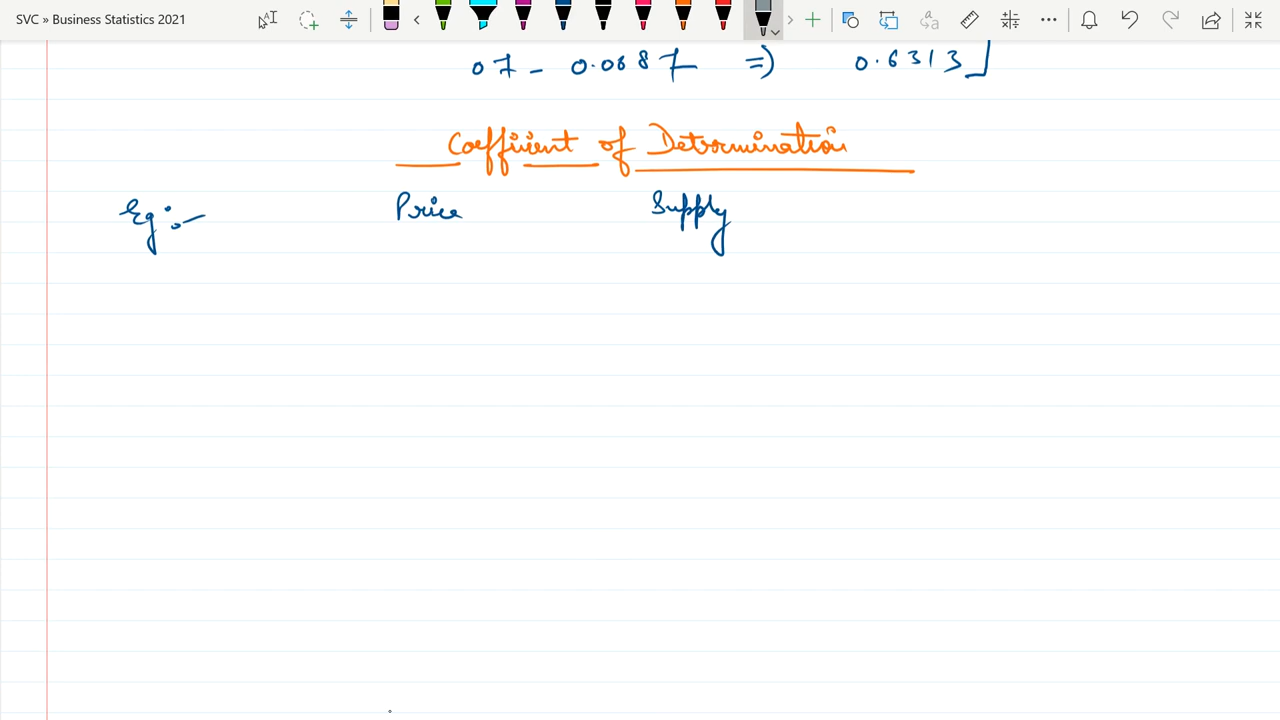 SVC » Business Statistics 2021
07 - 0.0687 => 0.6313]
Coefficient of Determination
Eg:- Price Supply